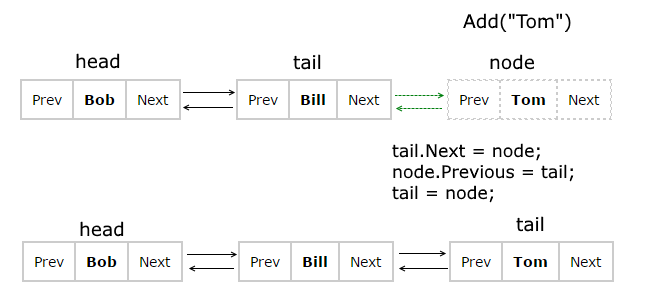 Add("Tom")
head tail node
Prev Bob Next Prev Bill Next Prev Tom Next
tail.Next = node;
node.Previous = tail;
tail = node;
head tail
Prev Bob Next Prev Bill Next Prev Tom Next